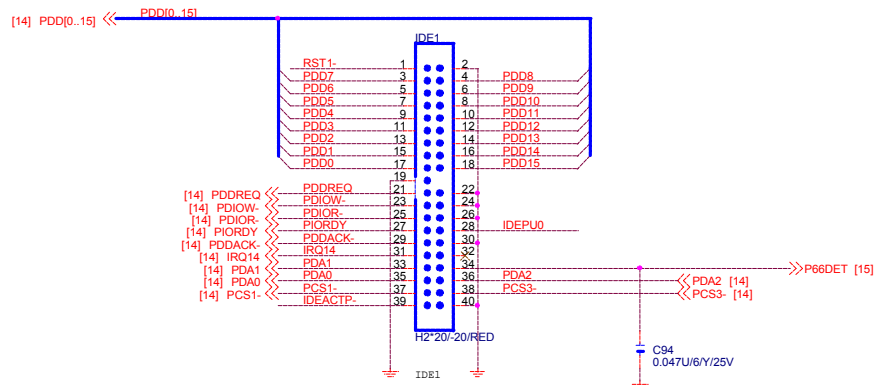 [14] PDD[0..15] PDD[0..15]
IDE1
RST1- 1 2
PDD7 3 4 PDD8
PDD6 5 6 PDD9
PDD5 7 8 PDD10
PDD4 9 10 PDD11
PDD3 11 12 PDD12
PDD2 13 14 PDD13
PDD1 15 16 PDD14
PDD0 17 18 PDD15
19
[14] PDDREQ PDDREQ 21 22
[14] PDIOW- PDIOW- 23 24
[14] PDIOR- PDIOR- 25 26
[14] PIORDY PIORDY 27 28 IDEPU0
[14] PDDACK- PDDACK- 29 30
[14] IRQ14 IRQ14 31 32
[14] PDA1 PDA1 33 34 P66DET [15]
[14] PDA0 PDA0 35 36 PDA2 PDA2 [14]
[14] PCS1- PCS1- 37 38 PCS3- PCS3- [14]
IDEACTP- 39 40
H2*20/-20/RED
C94
0.047U/6/Y/25V
IDE1